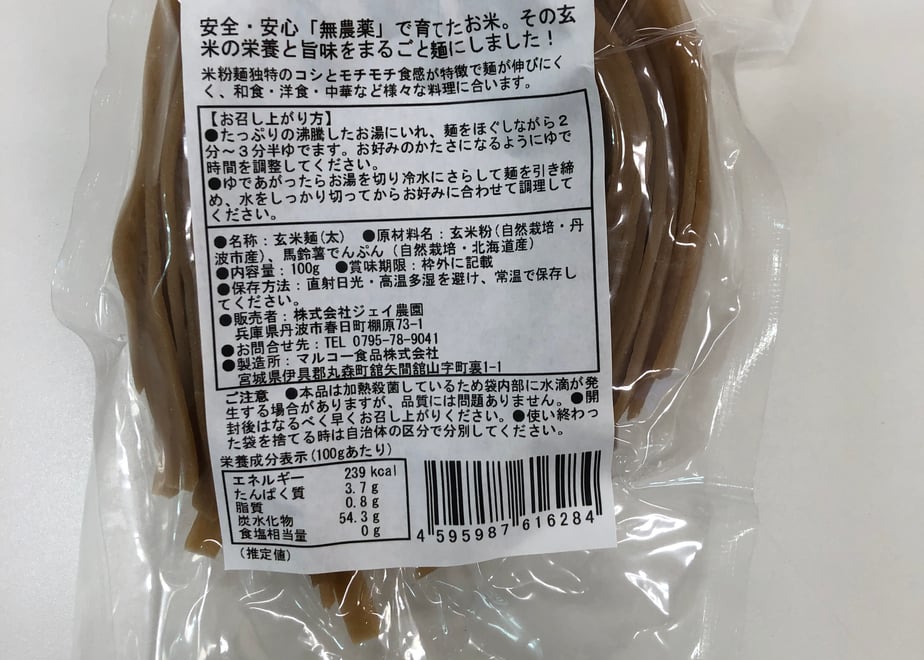 安全・安心「無農薬」で育てたお米。その玄
米の栄養と旨味をまるごと麺にしました！
米粉麺独特のコシとモチモチ食感が特徴で麺が伸びにく
く、和食・洋食・中華など様々な料理に合います。
【お召し上がり方】
●たっぷりの沸騰したお湯にいれ、麺をほぐしながら２
分～３分半ゆでます。お好みのかたさになるようにゆで
時間を調整してください。
●ゆであがったらお湯を切り冷水にさらして麺を引き締
め、水をしっかり切ってからお好みに合わせて調理して
ください。
●名称：玄米麺(太) ●原材料名：玄米粉(自然栽培・丹
波市産)、馬鈴薯でんぷん（自然栽培・北海道産）
●内容量：100g ●賞味期限：枠外に記載
●保存方法：直射日光・高温多湿を避け、常温で保存し
てください。
●販売者：株式会社ジェイ農園
兵庫県丹波市春日町棚原73-1
●お問合せ先：TEL 0795-78-9041
●製造所：マルコー食品株式会社
宮城県伊具郡丸森町舘矢間舘山字町裏1-1
ご注意 ●本品は加熱殺菌しているため袋内部に水滴が発
生する場合がありますが、品質には問題ありません。●開
封後はなるべく早くお召し上がりください。●使い終わっ
た袋を捨てる時は自治体の区分で分別してください。
栄養成分表示(100gあたり)
エネルギー 239 kcal
たんぱく質 3.7 g
脂質 0.8 g
炭水化物 54.3 g
食塩相当量 0 g
（推定値）
4 595987 616284